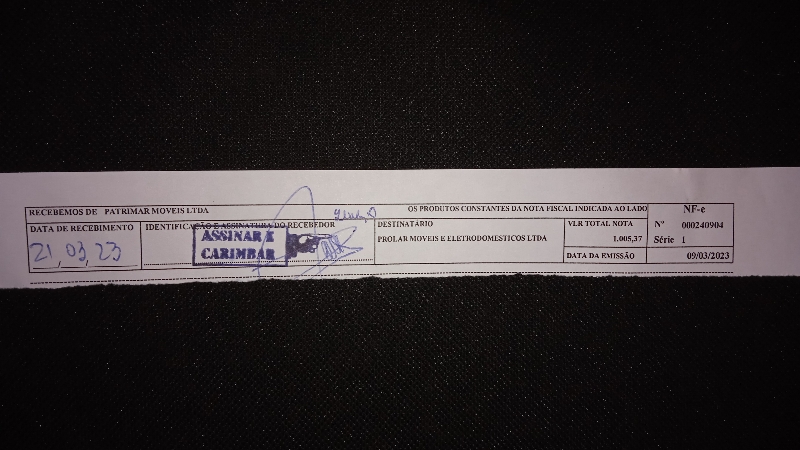 RECEBEMOS DE PATRIMAR MOVEIS LTDA OS PRODUTOS CONSTANTES DA NOTA FISCAL INDICADA AO LADO
NF-e
DATA DE RECEBIMENTO
21,03,23
IDENTIFICAÇÃO E ASSINATURA DO RECEBEDOR
ASSINAR E
CARIMBAR
DESTINATÁRIO
PROLAR MOVEIS E ELETRODOMESTICOS LTDA
VLR TOTAL NOTA
1.005,37
Nº 000240904
Série 1
DATA DA EMISSÃO
09/03/2023